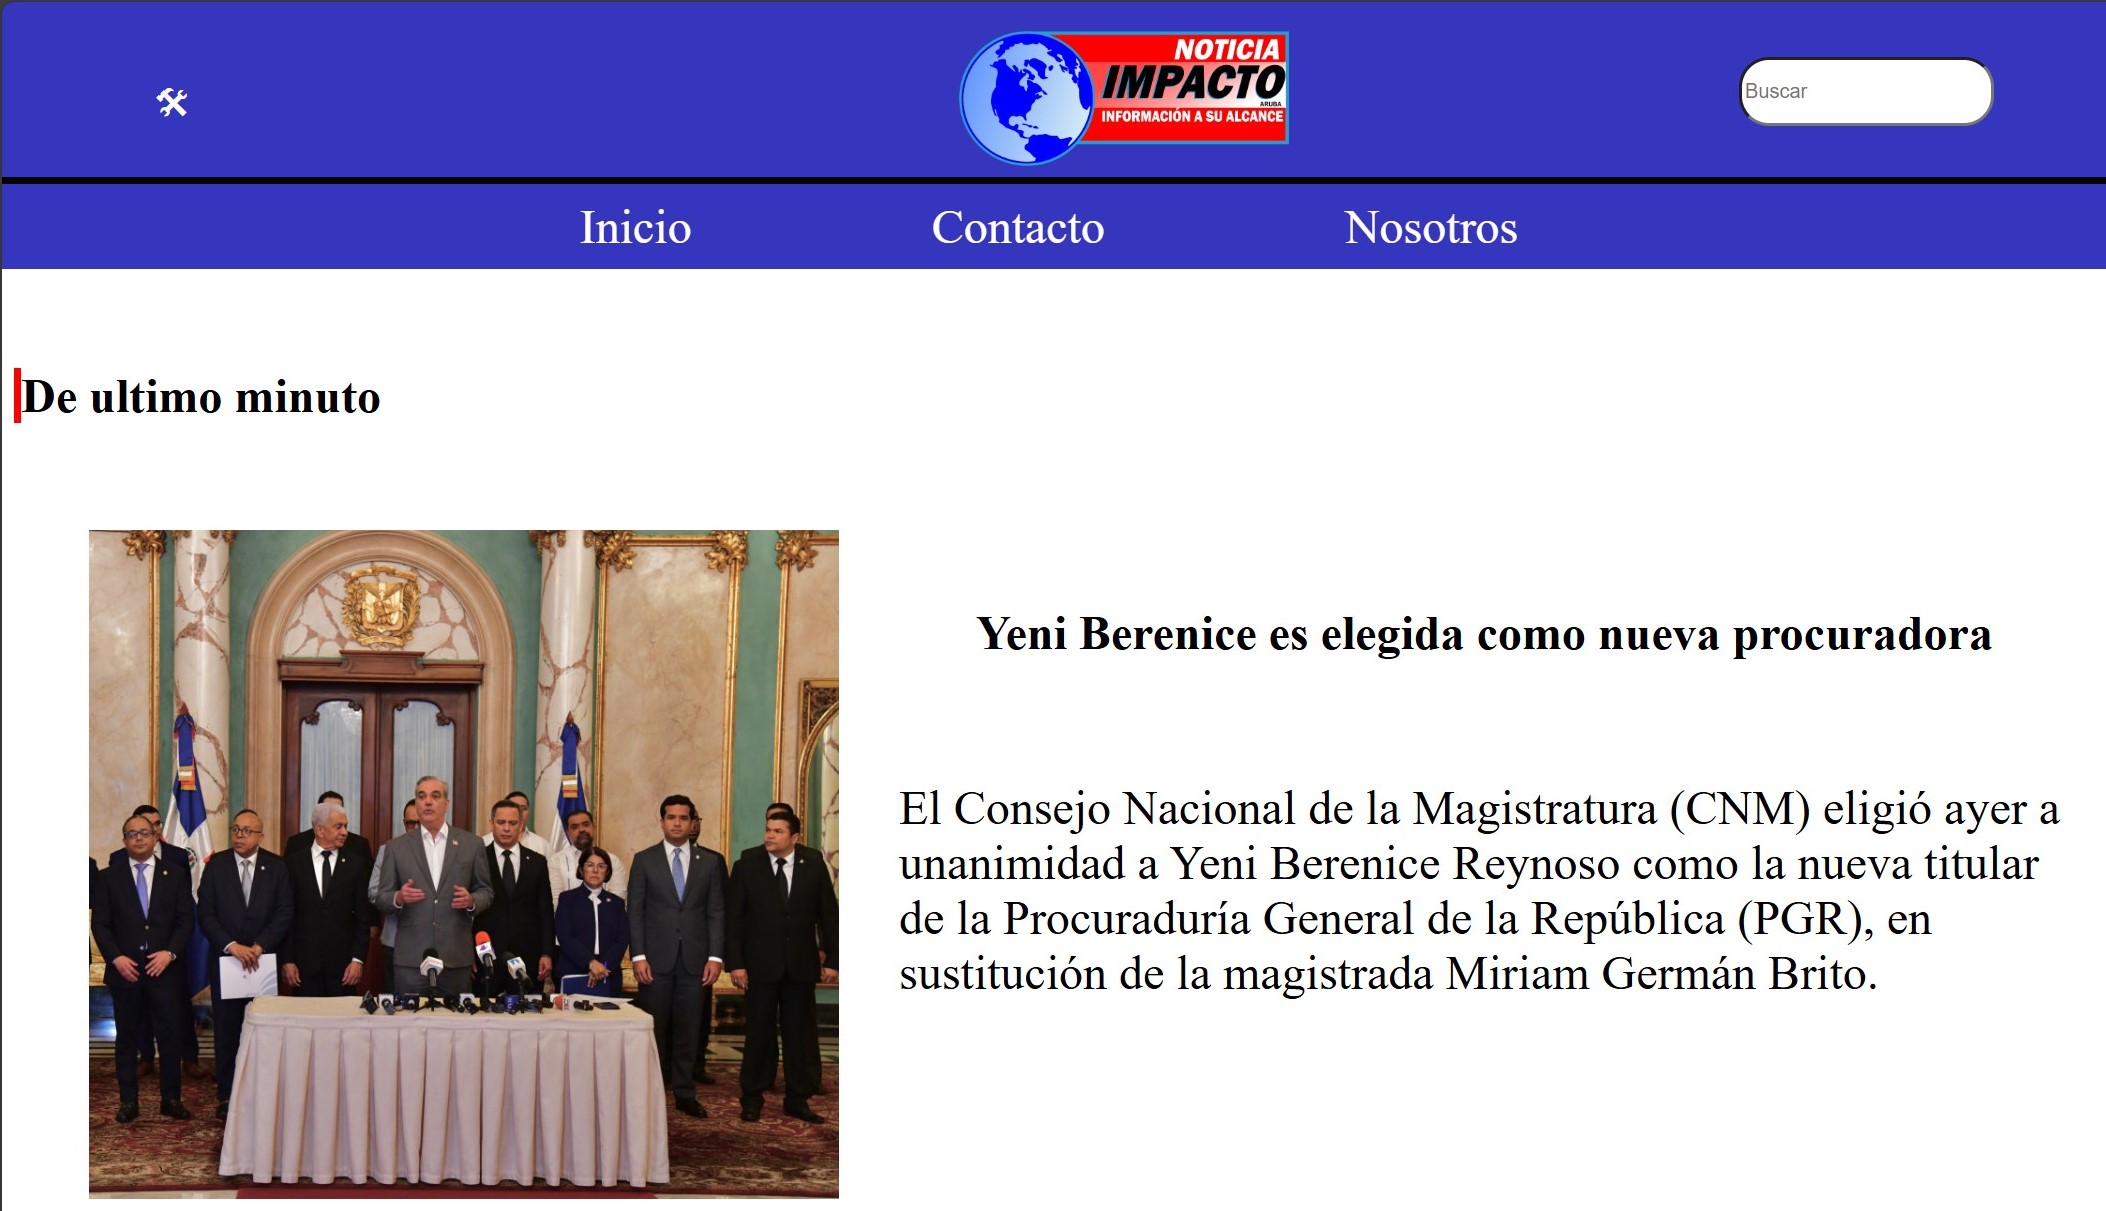 NOTICIA
IMPACTO
ARUBA
INFORMACIÓN A SU ALCANCE
Buscar
Inicio
Contacto
Nosotros
De ultimo minuto
Yeni Berenice es elegida como nueva procuradora
El Consejo Nacional de la Magistratura (CNM) eligió ayer a
unanimidad a Yeni Berenice Reynoso como la nueva titular
de la Procuraduría General de la República (PGR), en
sustitución de la magistrada Miriam Germán Brito.